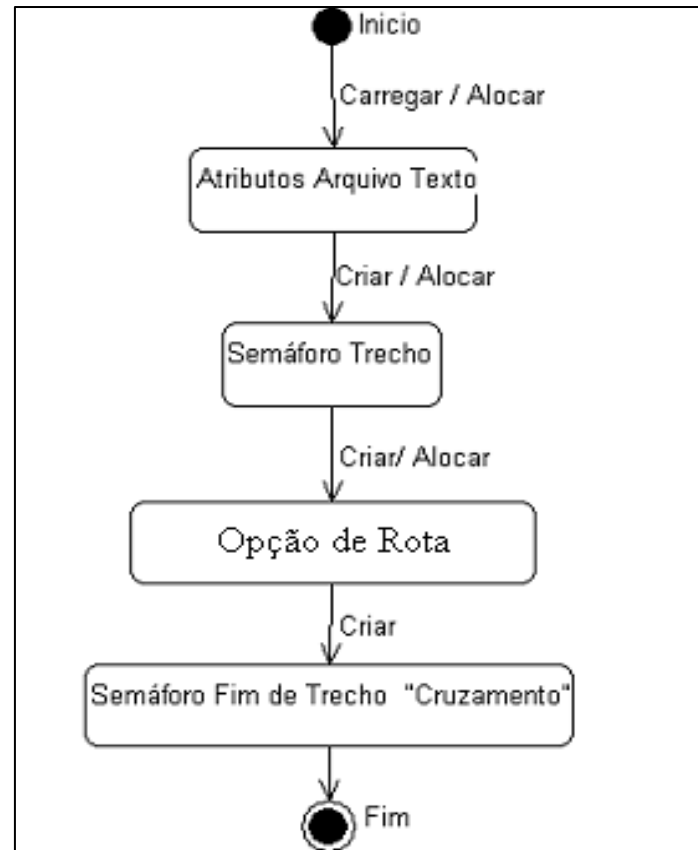 Inicio
Carregar / Alocar
Atributos Arquivo Texto
Criar / Alocar
Semáforo Trecho
Criar/ Alocar
Opção de Rota
Criar
Semáforo Fim de Trecho "Cruzamento"
Fim